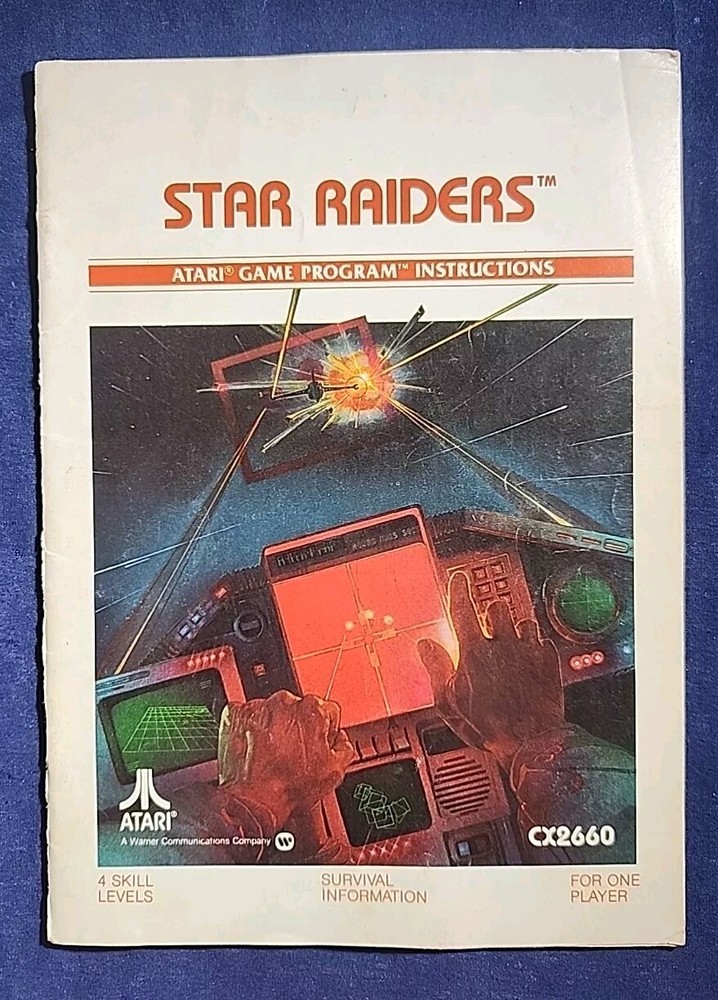 STAR RAIDERS™
ATARI® GAME PROGRAM™ INSTRUCTIONS
ATARI®
A Warner Communications Company
CX2660
4 SKILL
LEVELS
SURVIVAL
INFORMATION
FOR ONE
PLAYER